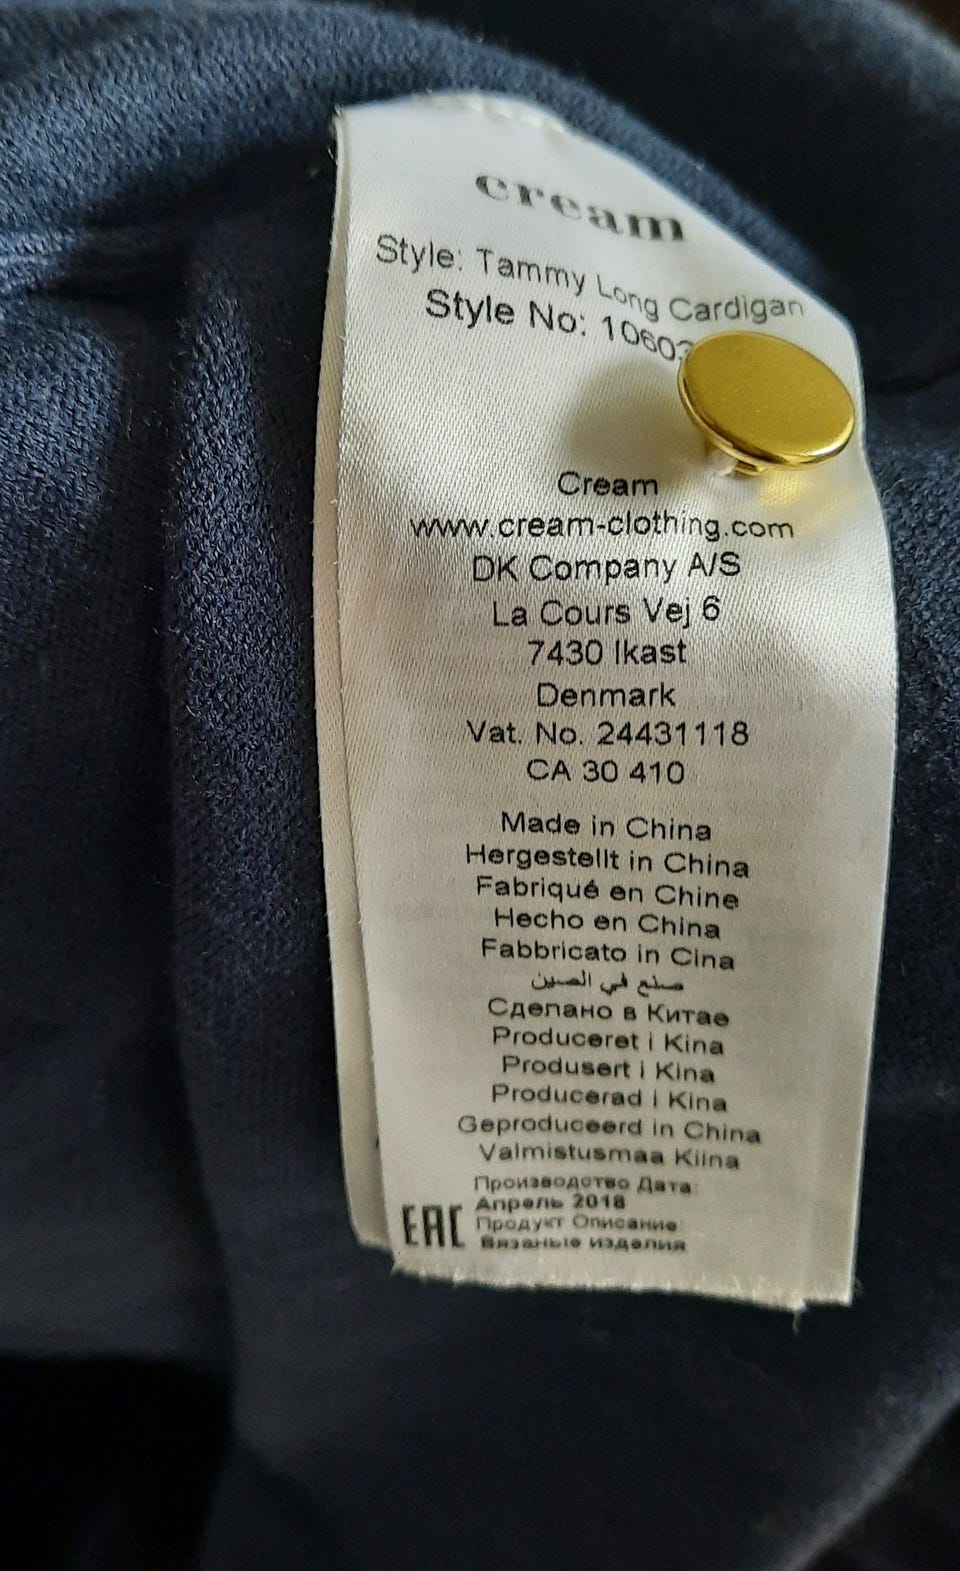 cream
Style: Tammy Long Cardigan
Style No: 10603
Cream
www.cream-clothing.com
DK Company A/S
La Cours Vej 6
7430 Ikast
Denmark
Vat. No. 24431118
CA 30 410
Made in China
Hergestellt in China
Fabriqué en Chine
Hecho en China
Fabbricato in Cina
صنع في الصين
Сделано в Китае
Produceret i Kina
Produsert i Kina
Producerad i Kina
Geproduceerd in China
Valmistusmaa Kiina
Производство Дата:
Апрель 2018
EAC Продукт Описание:
Вязаные изделия